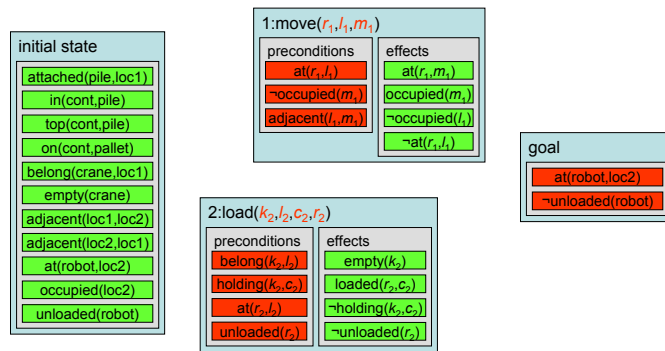 initial state
attached(pile,loc1)
in(cont,pile)
top(cont,pile)
on(cont,pallet)
belong(crane,loc1)
empty(crane)
adjacent(loc1,loc2)
adjacent(loc2,loc1)
at(robot,loc2)
occupied(loc2)
unloaded(robot)
1:move(r₁,l₁,m₁)
preconditions
at(r₁,l₁)
¬occupied(m₁)
adjacent(l₁,m₁)
effects
at(r₁,m₁)
occupied(m₁)
¬occupied(l₁)
¬at(r₁,l₁)
2:load(k₂,l₂,c₂,r₂)
preconditions
belong(k₂,l₂)
holding(k₂,c₂)
at(r₂,l₂)
unloaded(r₂)
effects
empty(k₂)
loaded(r₂,c₂)
¬holding(k₂,c₂)
¬unloaded(r₂)
goal
at(robot,loc2)
¬unloaded(robot)